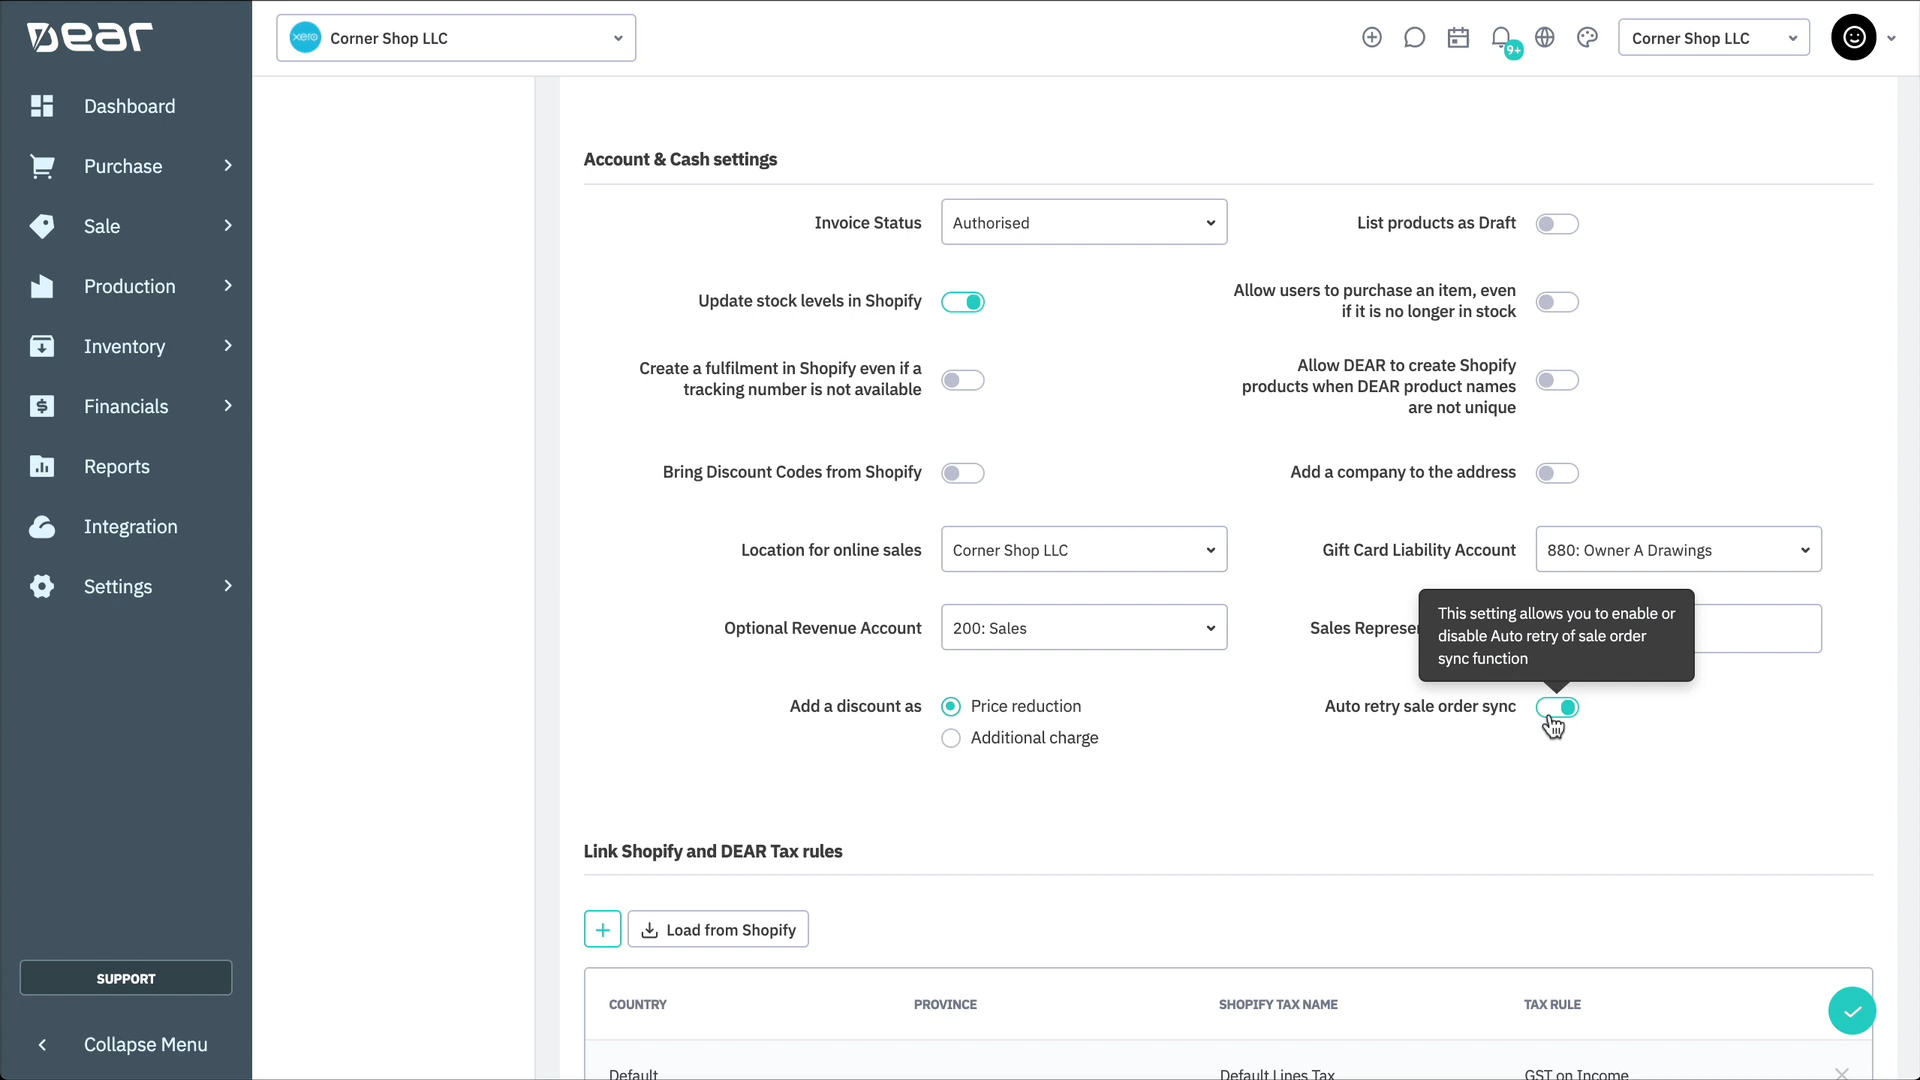 Dear
xero
Corner Shop LLC
9+
Corner Shop LLC
Dashboard
Purchase
Sale
Production
Inventory
Financials
Reports
Integration
Settings
SUPPORT
Collapse Menu
Account & Cash settings
Invoice Status
Authorised
List products as Draft
Update stock levels in Shopify
Allow users to purchase an item, even
if it is no longer in stock
Create a fulfilment in Shopify even if a
tracking number is not available
Allow DEAR to create Shopify
products when DEAR product names
are not unique
Bring Discount Codes from Shopify
Add a company to the address
Location for online sales
Corner Shop LLC
Gift Card Liability Account
880: Owner A Drawings
Optional Revenue Account
200: Sales
Sales Represe
This setting allows you to enable or
disable Auto retry of sale order
sync function
Add a discount as
Price reduction
Additional charge
Auto retry sale order sync
Link Shopify and DEAR Tax rules
Load from Shopify
COUNTRY
PROVINCE
SHOPIFY TAX NAME
TAX RULE
Default
Default Lines Tax
GST on Income